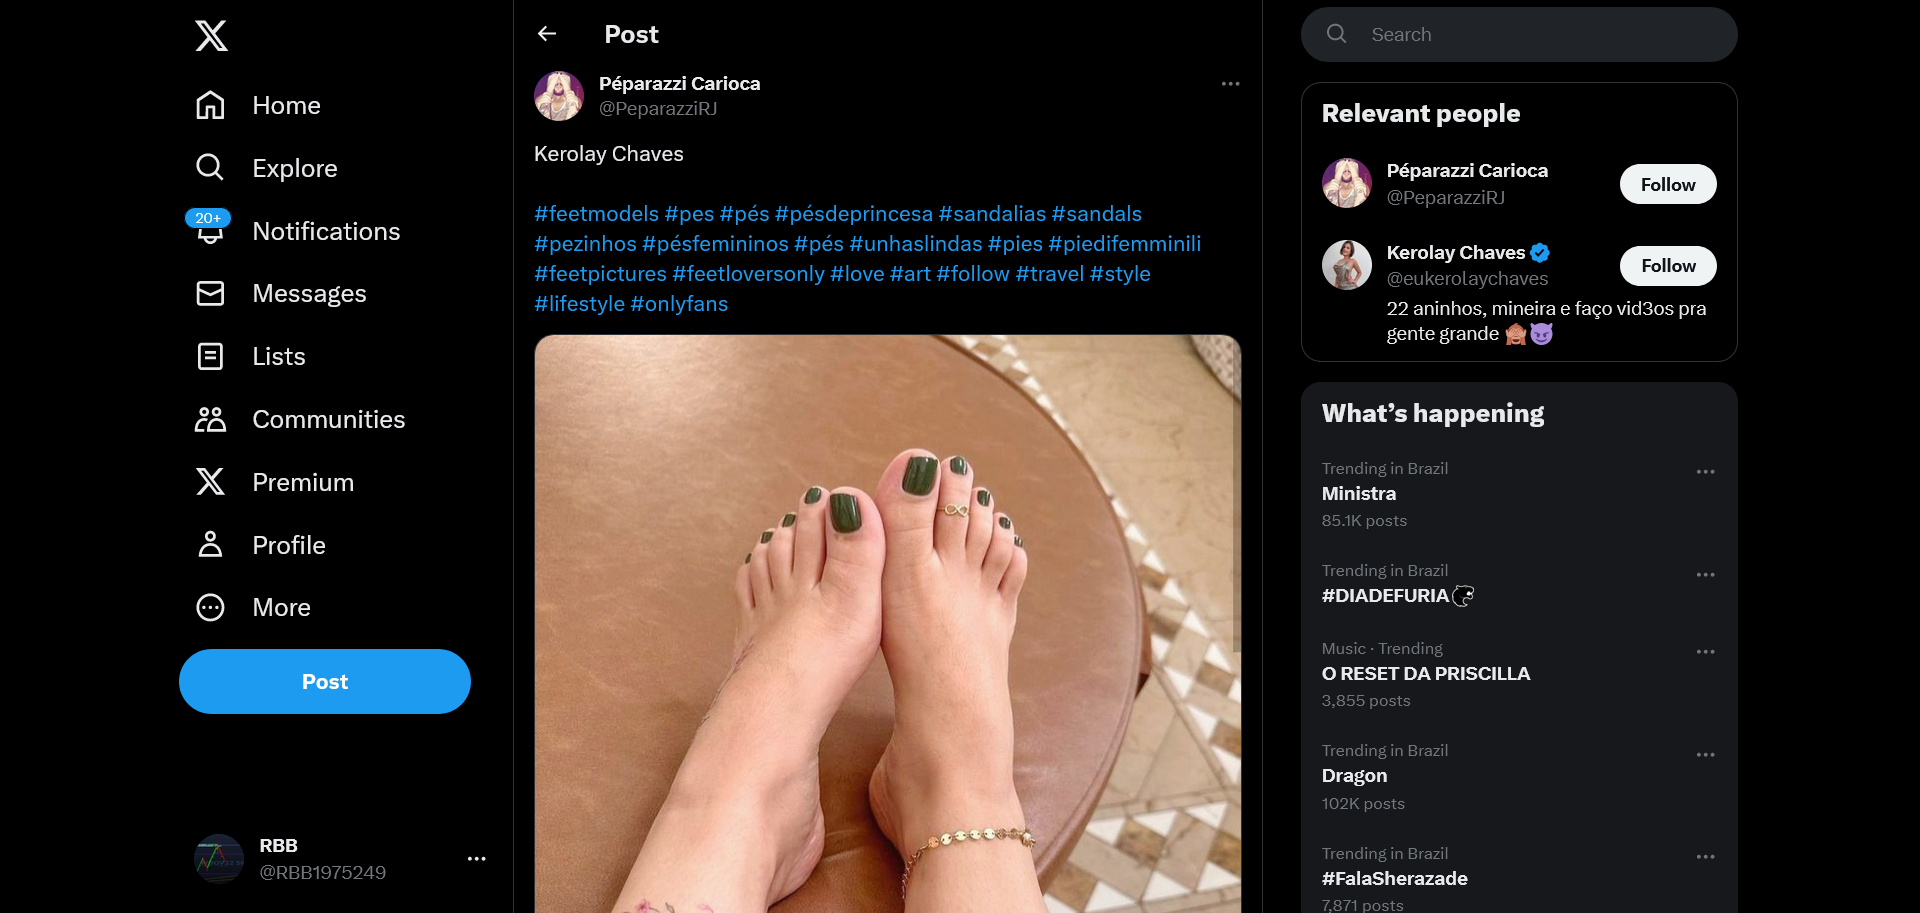 Home
Explore
20+
Notifications
Messages
Lists
Communities
Premium
Profile
More
Post
RBB
@RBB1975249
Post
Péparazzi Carioca
@PeparazziRJ
Kerolay Chaves
#feetmodels #pes #pés #pésdeprincesa #sandalias #sandals
#pezinhos #pésfemininos #pés #unhaslindas #pies #piedifemminili
#feetpictures #feetloversonly #love #art #follow #travel #style
#lifestyle #onlyfans
Search
Relevant people
Péparazzi Carioca
@PeparazziRJ
Follow
Kerolay Chaves
@eukerolaychaves
Follow
22 aninhos, mineira e faço vid3os pra
gente grande 🙈😈
What's happening
Trending in Brazil
Ministra
85.1K posts
Trending in Brazil
#DIADEFURIA
Music · Trending
O RESET DA PRISCILLA
3,855 posts
Trending in Brazil
Dragon
102K posts
Trending in Brazil
#FalaSherazade
7,871 posts